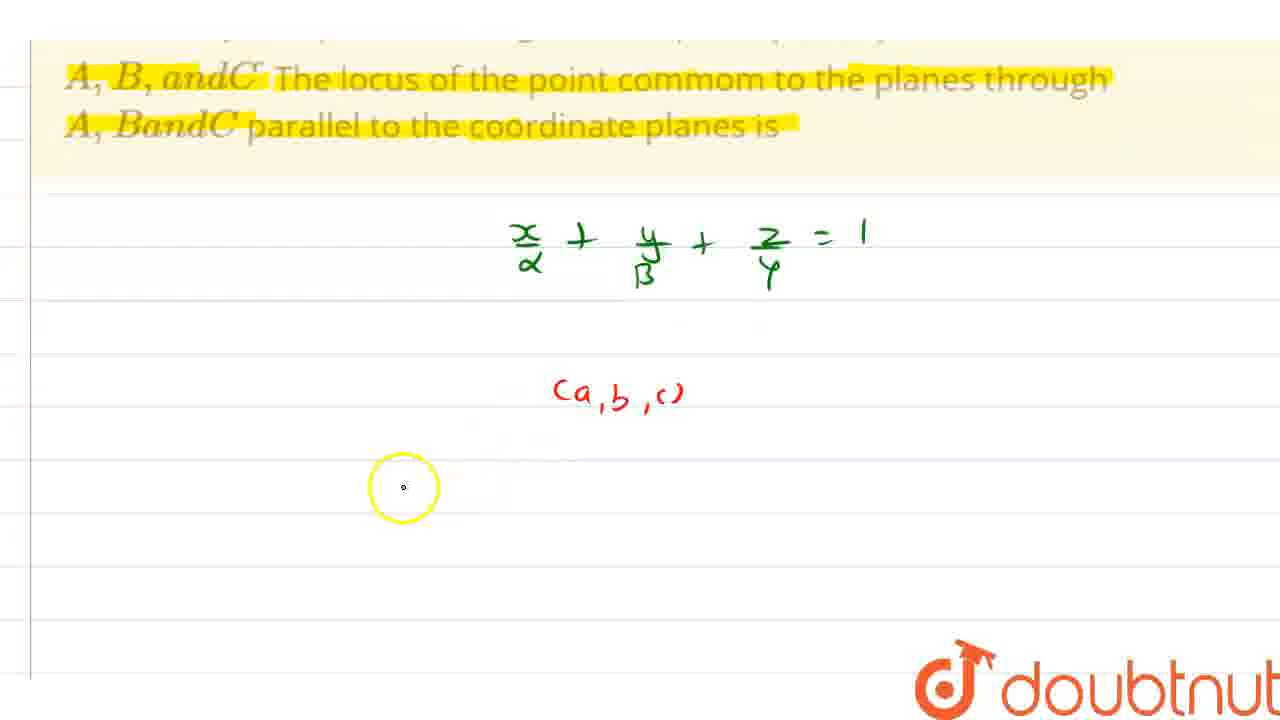 A, B, andC The locus of the point commom to the planes through
A, BandC parallel to the coordinate planes is
x/α + y/β + z/γ = 1
(a, b, c)
doubtnut